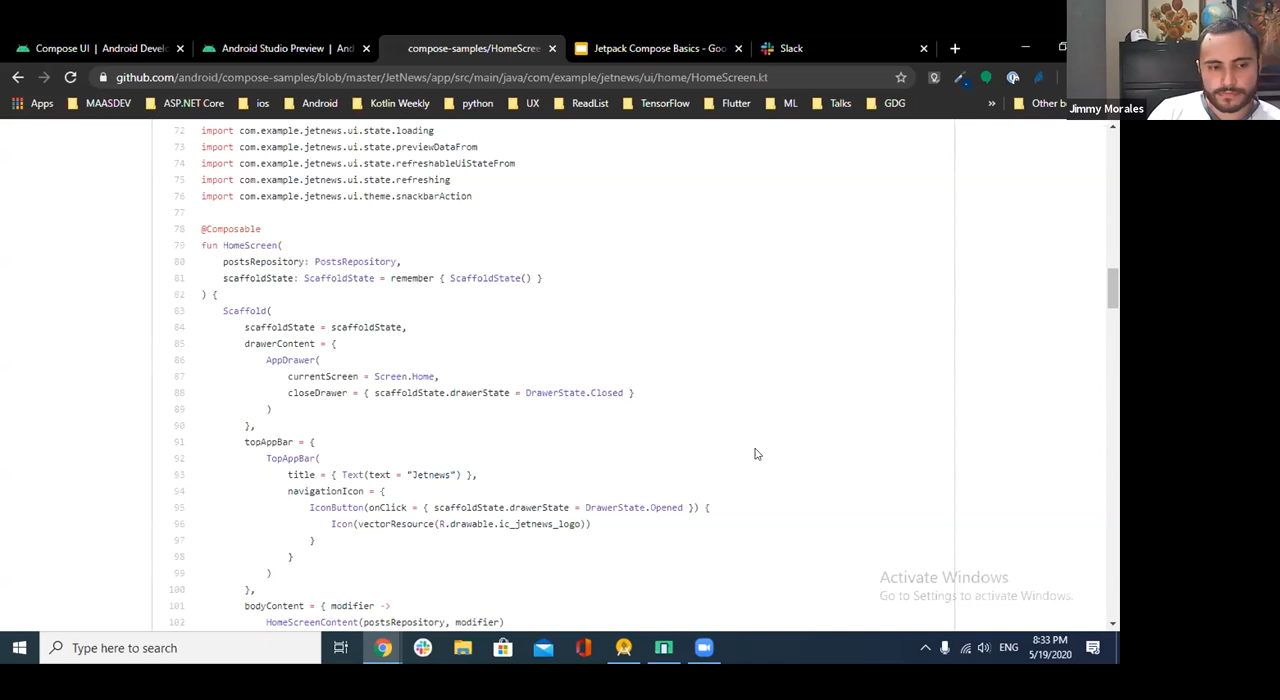 Compose UI | Android Devel
Android Studio Preview | And
compose-samples/HomeScree
Jetpack Compose Basics - Goo
Slack
github.com/android/compose-samples/blob/master/JetNews/app/src/main/java/com/example/jetnews/ui/home/HomeScreen.kt
Jimmy Morales
Apps
MAASDEV
ASP.NET Core
ios
Android
Kotlin Weekly
python
UX
ReadList
TensorFlow
Flutter
ML
Talks
GDG
»
Other b
72 import com.example.jetnews.ui.state.loading
73 import com.example.jetnews.ui.state.previewDataFrom
74 import com.example.jetnews.ui.state.refreshableUiStateFrom
75 import com.example.jetnews.ui.state.refreshing
76 import com.example.jetnews.ui.theme.snackbarAction
77
78 @Composable
79 fun HomeScreen(
80 postsRepository: PostsRepository,
81 scaffoldState: ScaffoldState = remember { ScaffoldState() }
82 ) {
83 Scaffold(
84 scaffoldState = scaffoldState,
85 drawerContent = {
86 AppDrawer(
87 currentScreen = Screen.Home,
88 closeDrawer = { scaffoldState.drawerState = DrawerState.Closed }
89 )
90 },
91 topAppBar = {
92 TopAppBar(
93 title = { Text(text = "Jetnews") },
94 navigationIcon = {
95 IconButton(onClick = { scaffoldState.drawerState = DrawerState.Opened }) {
96 Icon(vectorResource(R.drawable.ic_jetnews_logo))
97 }
98 }
99 )
100 },
101 bodyContent = { modifier ->
102 HomeScreenContent(postsRepository, modifier)
Activate Windows
Go to Settings to activate Windows.
Type here to search
ENG
8:33 PM
5/19/2020